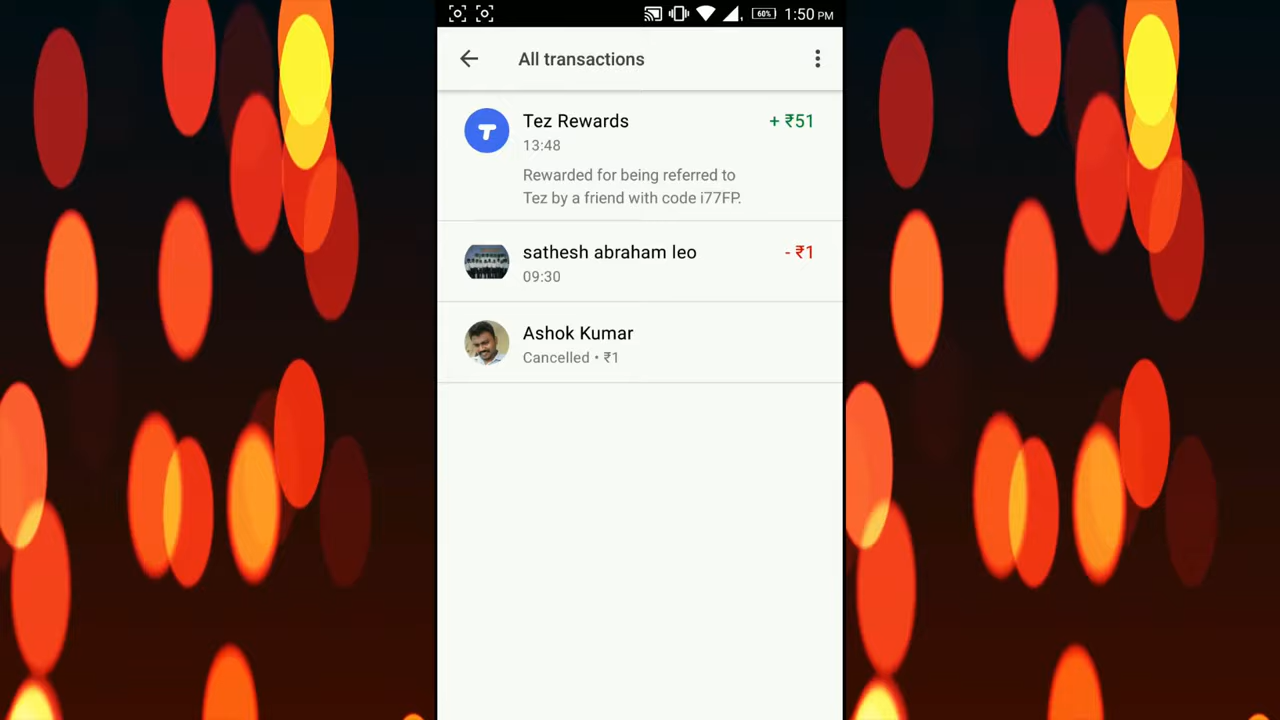 60% 1:50 PM
All transactions
Tez Rewards + ₹51
13:48
Rewarded for being referred to
Tez by a friend with code i77FP.
sathesh abraham leo - ₹1
09:30
Ashok Kumar
Cancelled • ₹1